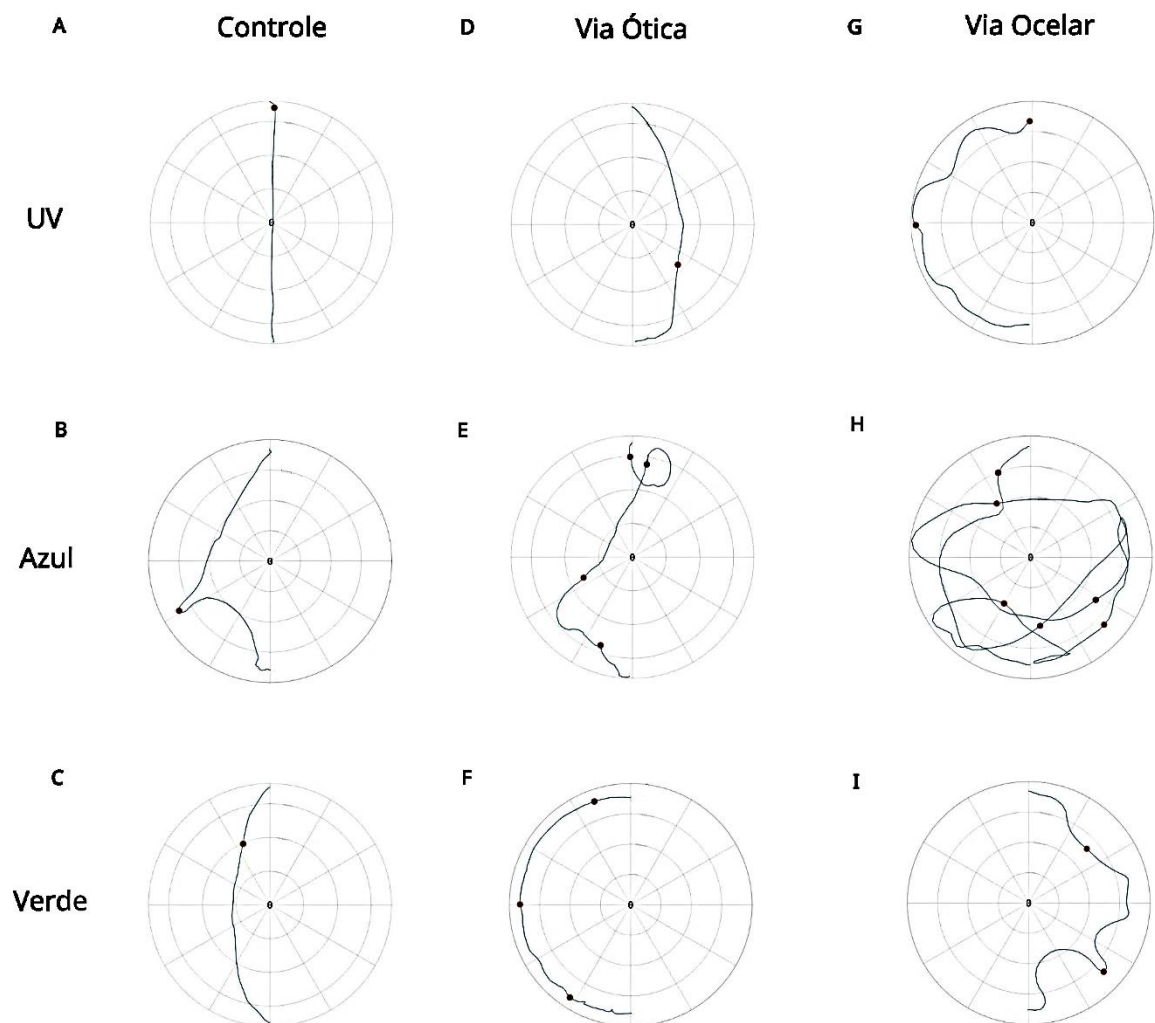 A Controle D Via Ótica G Via Ocelar
UV 0 0 0
B E H
Azul 0 0 0
C F I
Verde 0 0 0